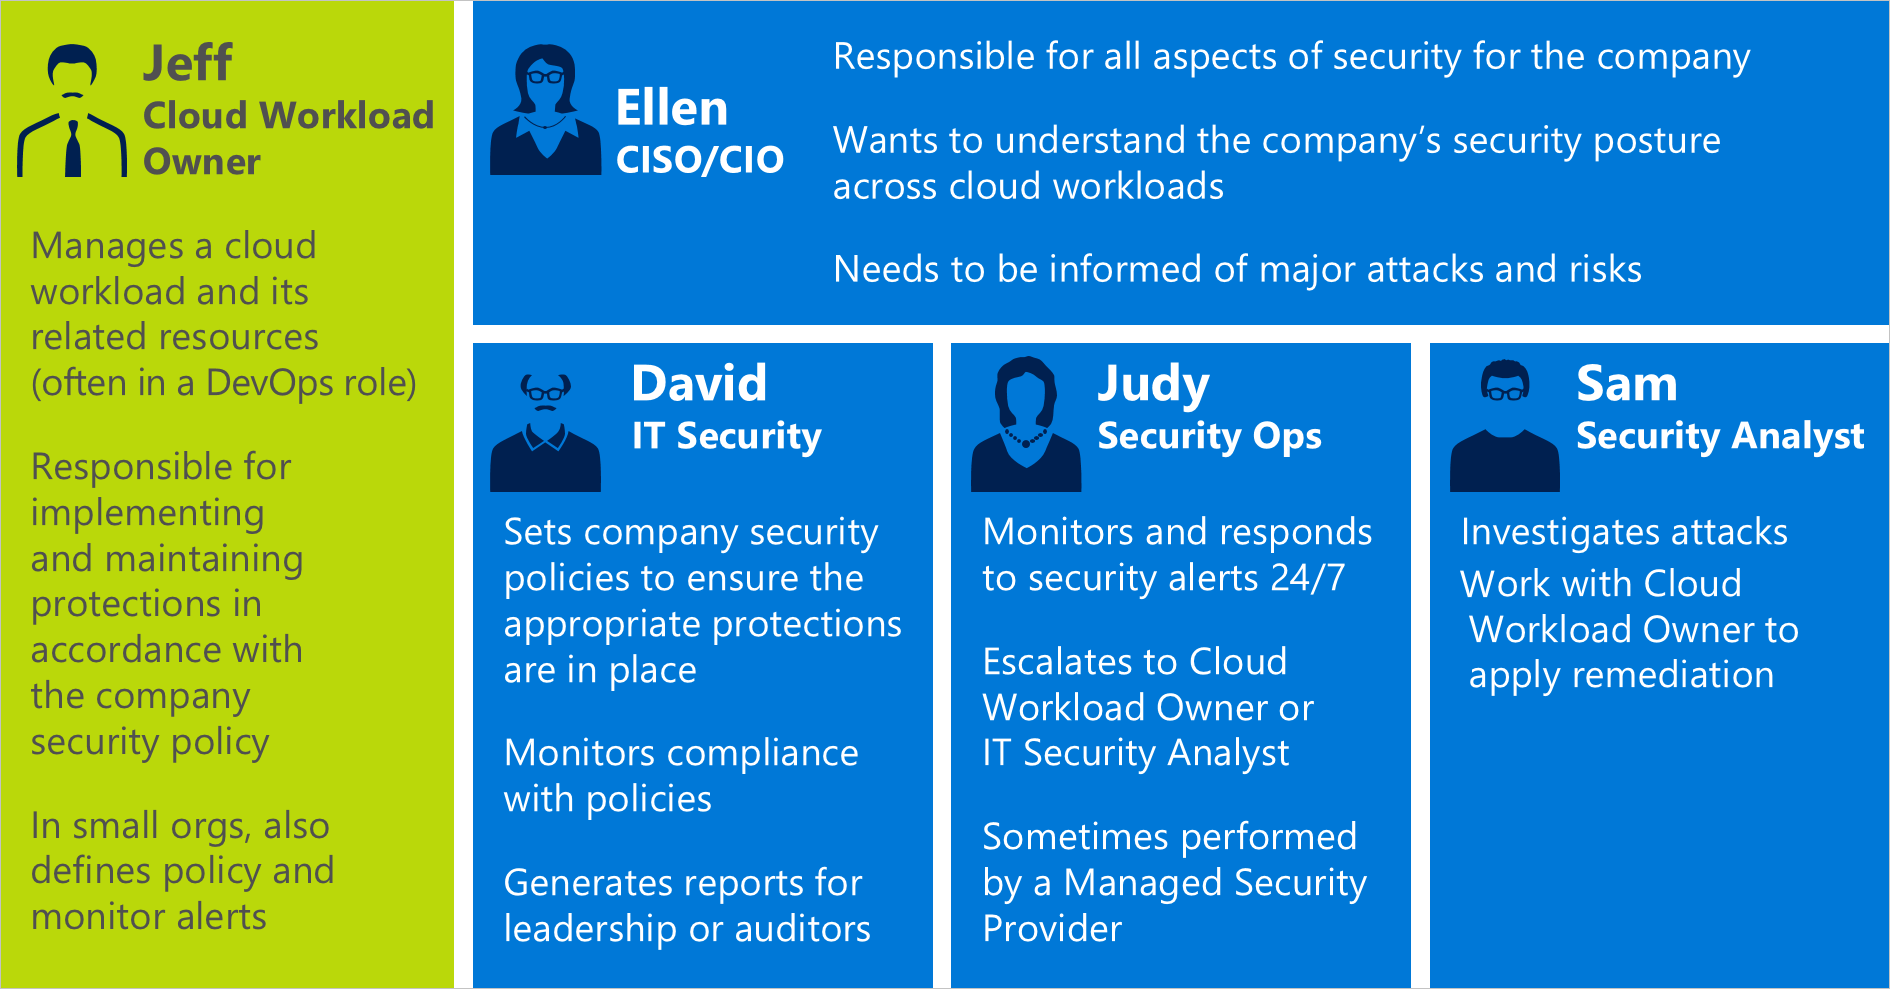 Jeff
Cloud Workload
Owner
Manages a cloud
workload and its
related resources
(often in a DevOps role)
Responsible for
implementing
and maintaining
protections in
accordance with
the company
security policy
In small orgs, also
defines policy and
monitor alerts
Ellen
CISO/CIO
Responsible for all aspects of security for the company
Wants to understand the company’s security posture
across cloud workloads
Needs to be informed of major attacks and risks
David
IT Security
Sets company security
policies to ensure the
appropriate protections
are in place
Monitors compliance
with policies
Generates reports for
leadership or auditors
Judy
Security Ops
Monitors and responds
to security alerts 24/7
Escalates to Cloud
Workload Owner or
IT Security Analyst
Sometimes performed
by a Managed Security
Provider
Sam
Security Analyst
Investigates attacks
Work with Cloud
Workload Owner to
apply remediation